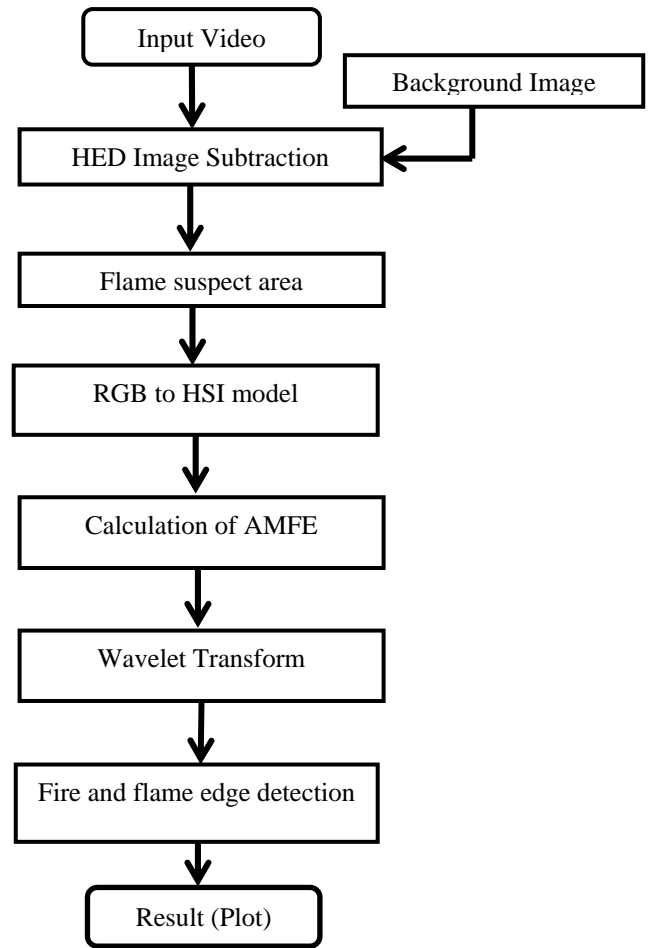 Input Video
Background Image
HED Image Subtraction
Flame suspect area
RGB to HSI model
Calculation of AMFE
Wavelet Transform
Fire and flame edge detection
Result (Plot)